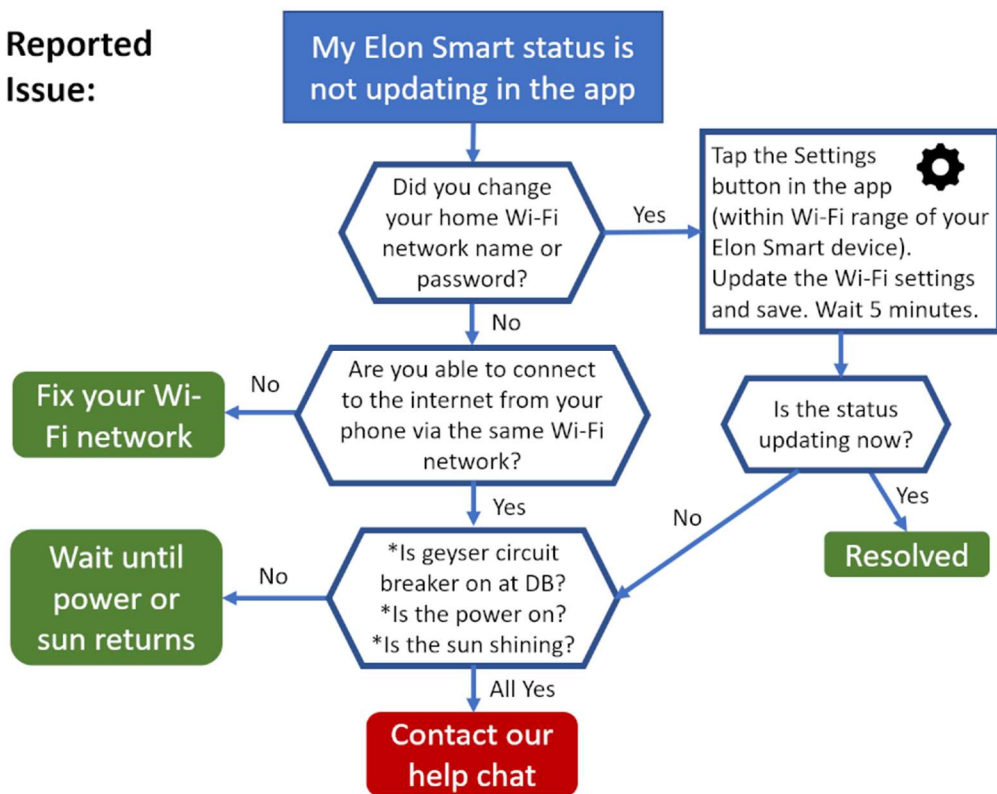 Reported
Issue:
My Elon Smart status is
not updating in the app
Did you change
your home Wi-Fi
network name or
password?
Yes
Tap the Settings
button in the app
(within Wi-Fi range of your
Elon Smart device).
Update the Wi-Fi settings
and save. Wait 5 minutes.
No
Are you able to connect
to the internet from your
phone via the same Wi-Fi
network?
No
Fix your Wi-
Fi network
Is the status
updating now?
Yes
No
Yes
Resolved
*Is geyser circuit
breaker on at DB?
*Is the power on?
*Is the sun shining?
No
Wait until
power or
sun returns
All Yes
Contact our
help chat